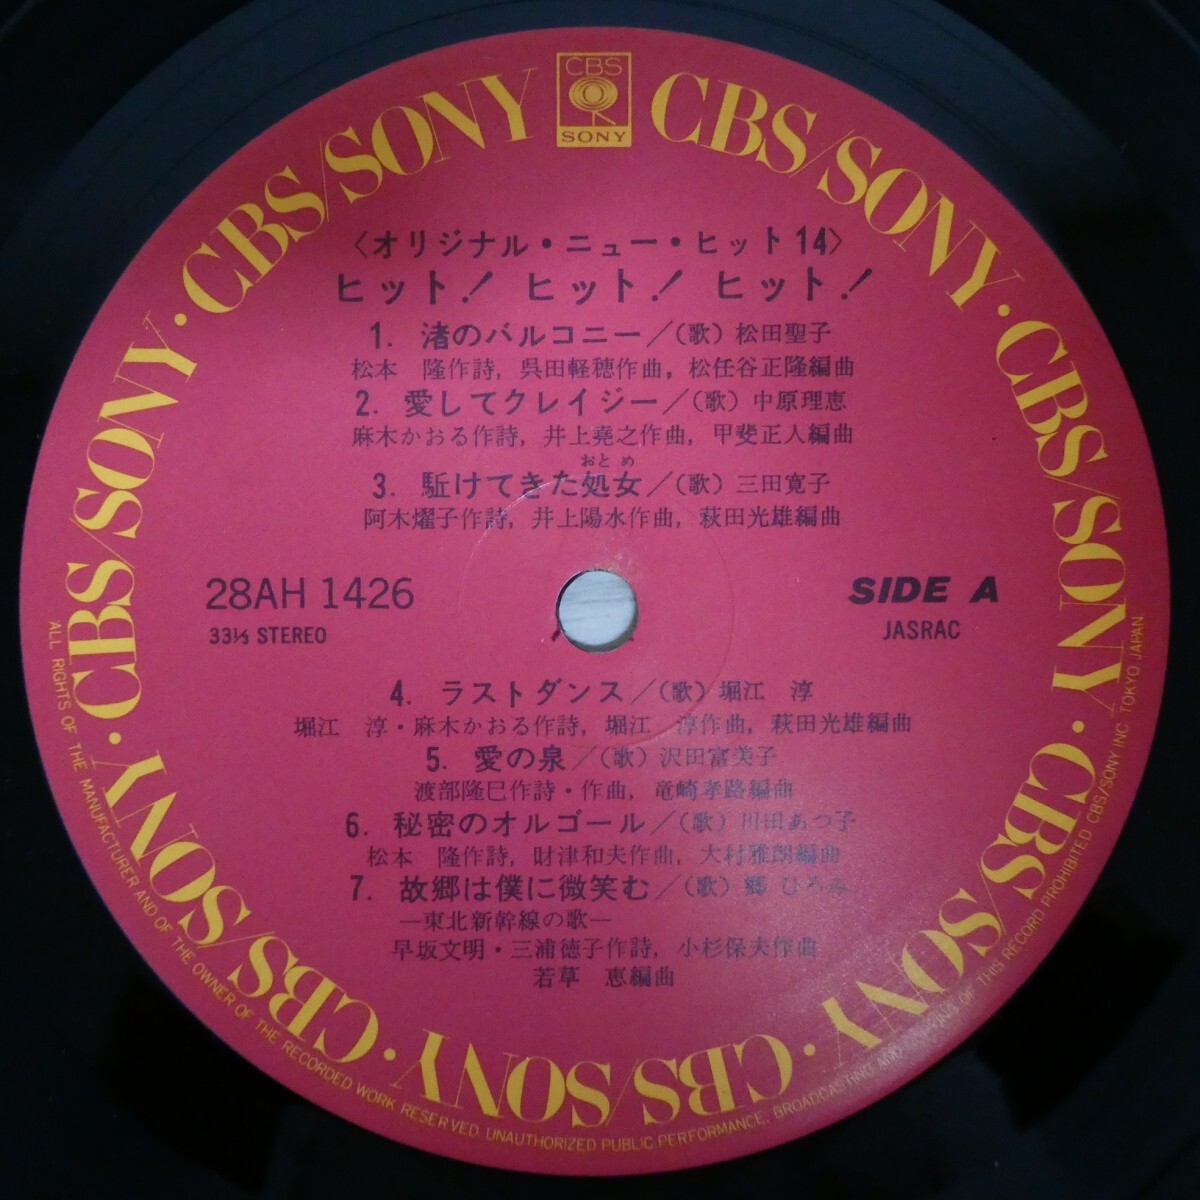 CBS
SONY
CBS/SONY · CBS/SONY · CBS/SONY · CBS/SONY · CBS/SONY · CBS/SONY · CBS/SONY · CBS/SONY
〈オリジナル・ニュー・ヒット14〉
ヒット! ヒット! ヒット!
1. 渚のバルコニー/(歌) 松田聖子
松本 隆作詩, 呉田軽穂作曲, 松任谷正隆編曲
2. 愛してクレイジー/(歌) 中原理恵
麻木かおる作詩, 井上堯之作曲, 甲斐正人編曲
おとめ
3. 駈けてきた処女/(歌) 三田寛子
阿木燿子作詩, 井上陽水作曲, 萩田光雄編曲
28AH 1426
33⅓ STEREO
SIDE A
JASRAC
4. ラストダンス/(歌) 堀江 淳
堀江 淳・麻木かおる作詩, 堀江 淳作曲, 萩田光雄編曲
5. 愛の泉/(歌) 沢田富美子
渡部隆巳作詩・作曲, 竜崎孝路編曲
6. 秘密のオルゴール/(歌) 川田あつ子
松本 隆作詩, 財津和夫作曲, 大村雅朗編曲
7. 故郷は僕に微笑む/(歌) 郷 ひろみ
—東北新幹線の歌—
早坂文明・三浦徳子作詩, 小杉保夫作曲
若草 恵編曲
ALL RIGHTS OF THE MANUFACTURER AND OF THE OWNER OF THE RECORDED WORK RESERVED. UNAUTHORIZED PUBLIC PERFORMANCE, BROADCASTING AND COPYING OF THIS RECORD PROHIBITED CBS/SONY INC. TOKYO JAPAN